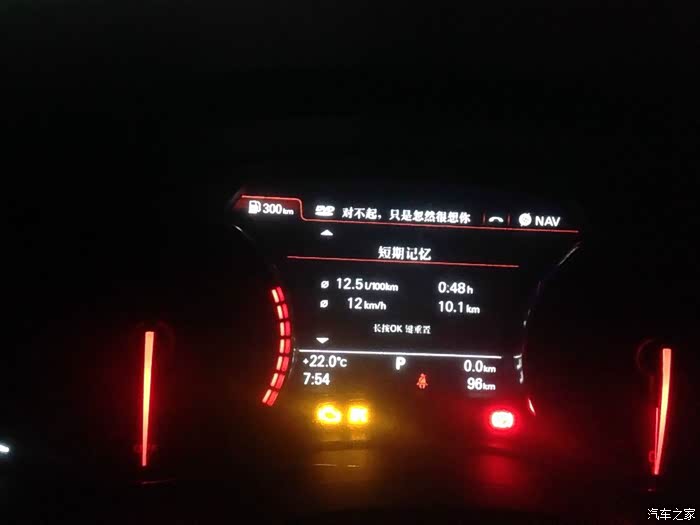 300km DVD 对不起，只是忽然很想你 NAV
短期记忆
ø 12.5 l/100km 0:48 h
ø 12 km/h 10.1 km
长按OK 键重置
+22.0°C P 0.0km
7:54 96km
汽车之家